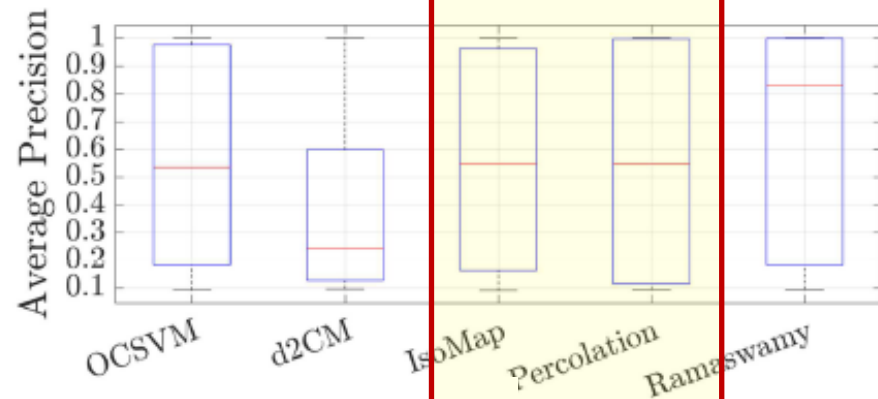 Average Precision
1
0.9
0.8
0.7
0.6
0.5
0.4
0.3
0.2
0.1
OCSVM
d2CM
IsoMap
Percolation
Ramaswamy